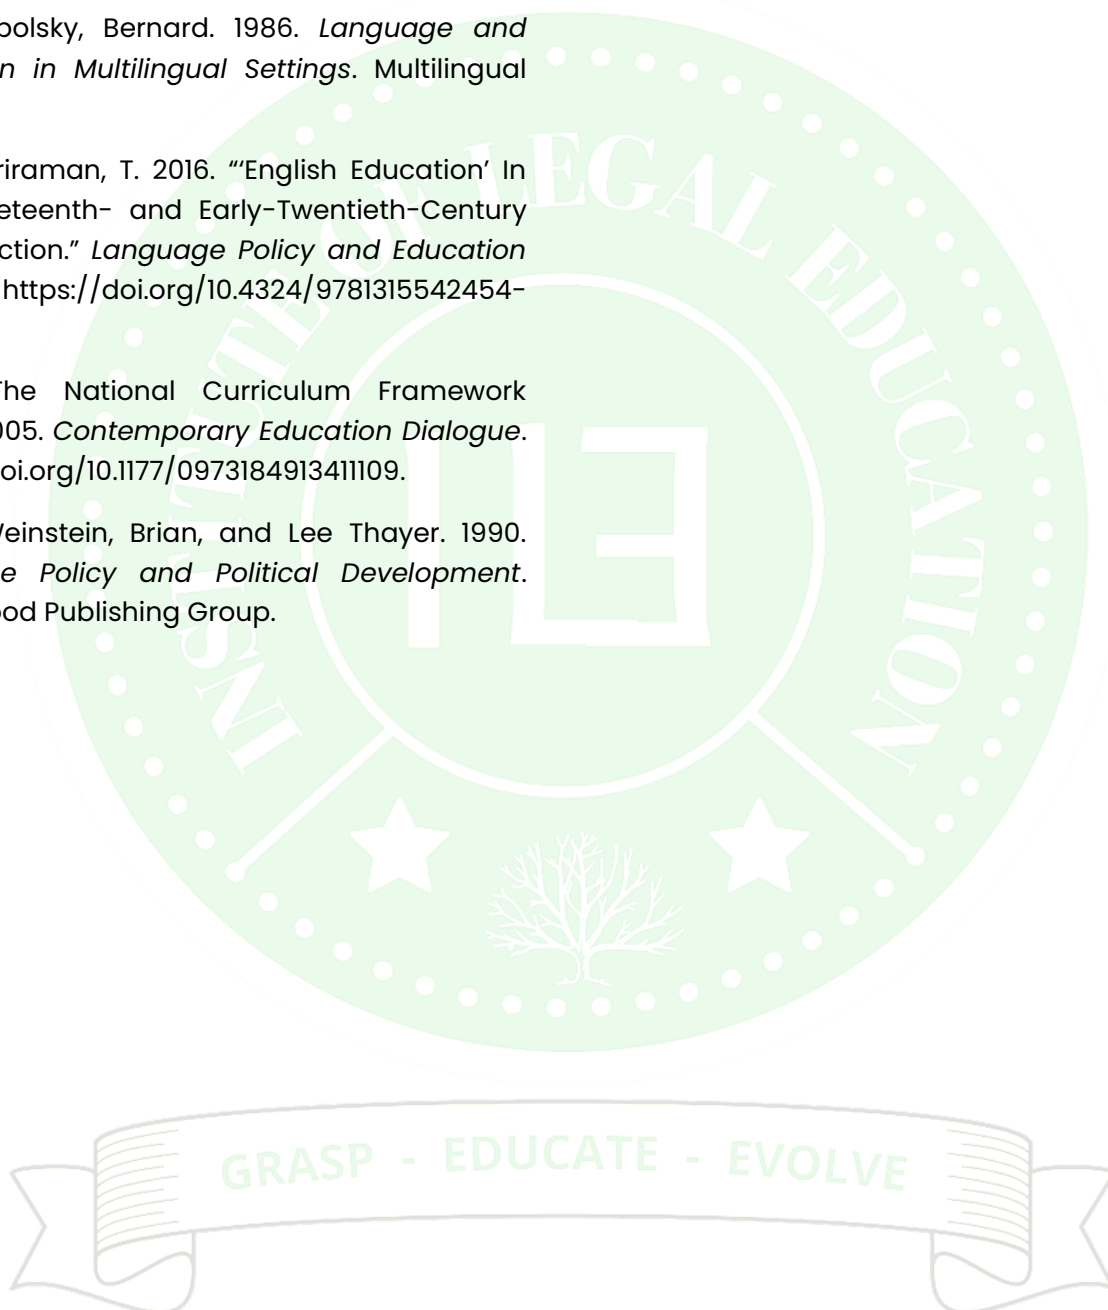 polsky, Bernard. 1986. Language and
n in Multilingual Settings. Multilingual
riraman, T. 2016. “‘English Education’ In
eteenth- and Early-Twentieth-Century
ction.” Language Policy and Education
https://doi.org/10.4324/9781315542454-
The National Curriculum Framework
005. Contemporary Education Dialogue.
oi.org/10.1177/0973184913411109.
Weinstein, Brian, and Lee Thayer. 1990.
e Policy and Political Development.
ood Publishing Group.
INSTITUTE OF LEGAL EDUCATION
GRASP - EDUCATE - EVOLVE